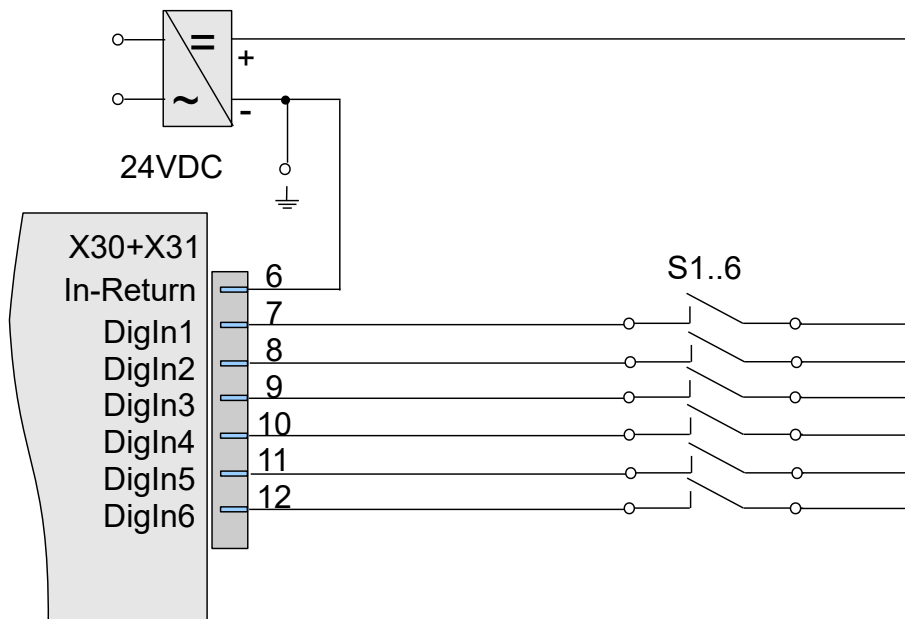 =
+
~
-
24VDC
X30+X31
In-Return
6
DigIn1
7
DigIn2
8
DigIn3
9
DigIn4
10
DigIn5
11
DigIn6
12
S1..6